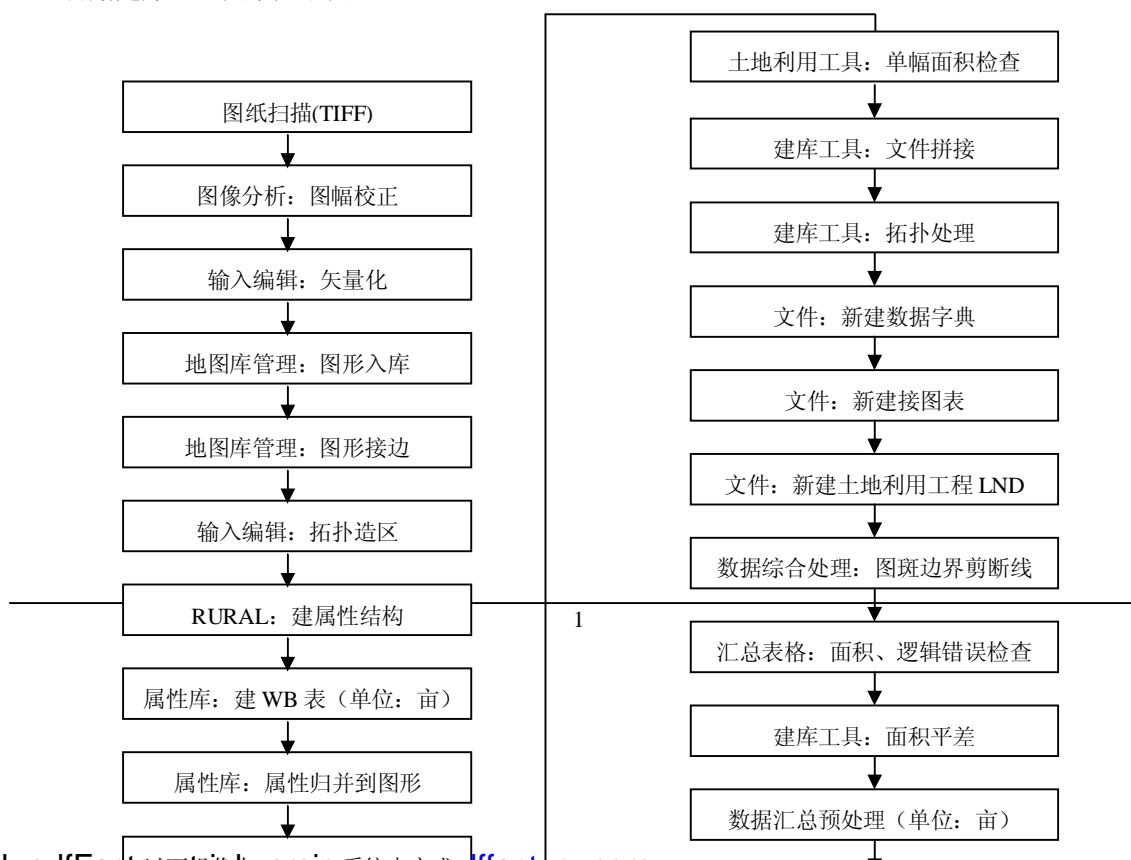 图纸扫描(TIFF)
图像分析：图幅校正
输入编辑：矢量化
地图库管理：图形入库
地图库管理：图形接边
输入编辑：拓扑造区
RURAL：建属性结构
属性库：建 WB 表（单位：亩）
属性库：属性归并到图形
土地利用工具：单幅面积检查
建库工具：文件拼接
建库工具：拓扑处理
文件：新建数据字典
文件：新建接图表
文件：新建土地利用工程 LND
数据综合处理：图斑边界剪断线
1
汇总表格：面积、逻辑错误检查
建库工具：面积平差
数据汇总预处理（单位：亩）